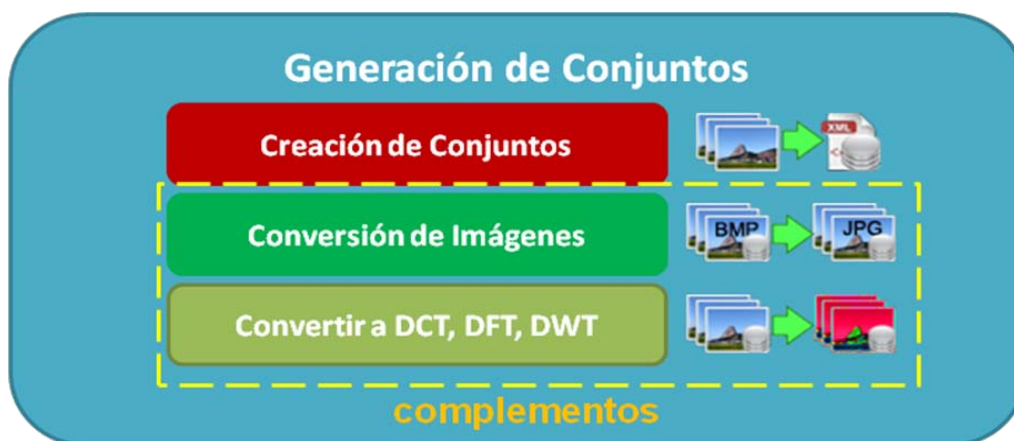 Generación de Conjuntos
Creación de Conjuntos
XML
Conversión de Imágenes
BMP
JPG
Convertir a DCT, DFT, DWT
complementos